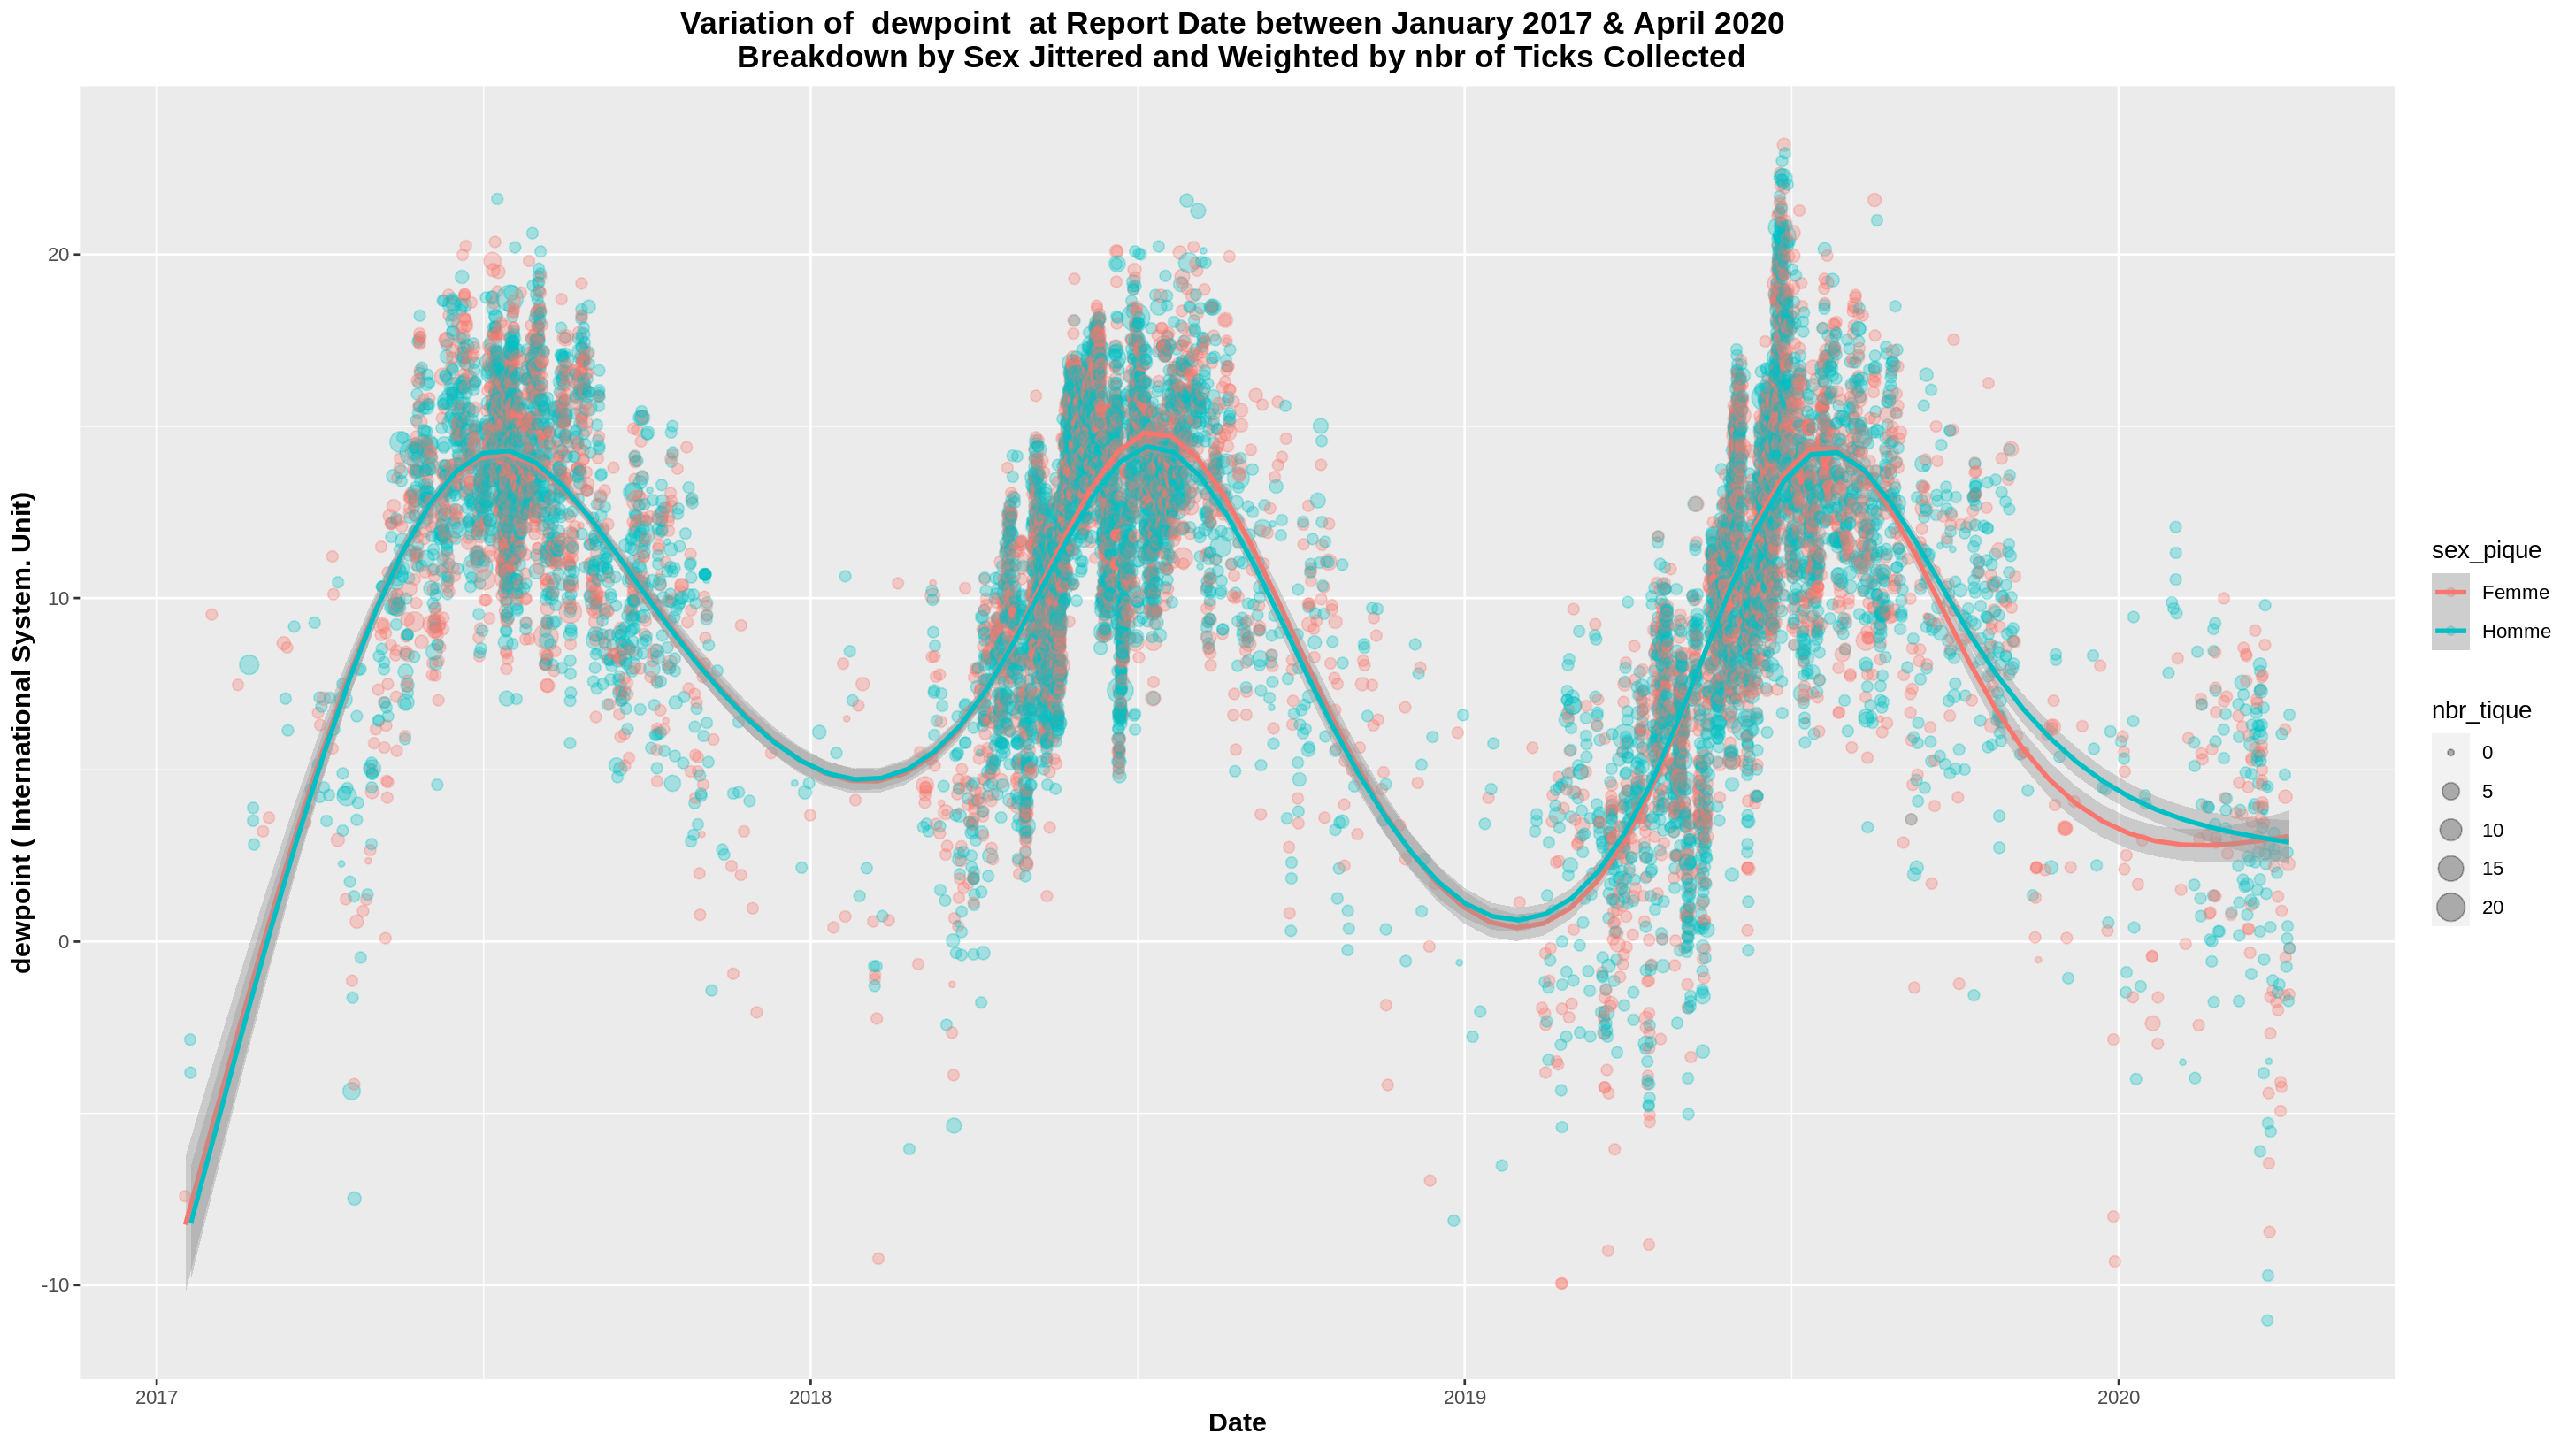 Variation of  dewpoint  at Report Date between January 2017 & April 2020
Breakdown by Sex Jittered and Weighted by nbr of Ticks Collected
dewpoint ( International System. Unit)
20
10
0
-10
2017
2018
2019
2020
Date
sex_pique
Femme
Homme
nbr_tique
0
5
10
15
20